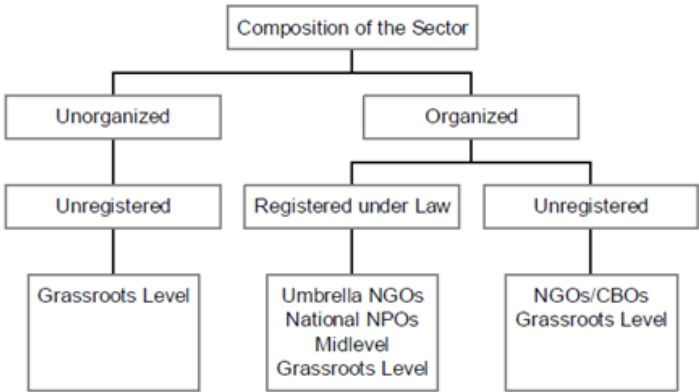 Composition of the Sector
Unorganized
Organized
Unregistered
Registered under Law
Unregistered
Grassroots Level
Umbrella NGOs
National NPOs
Midlevel
Grassroots Level
NGOs/CBOs
Grassroots Level